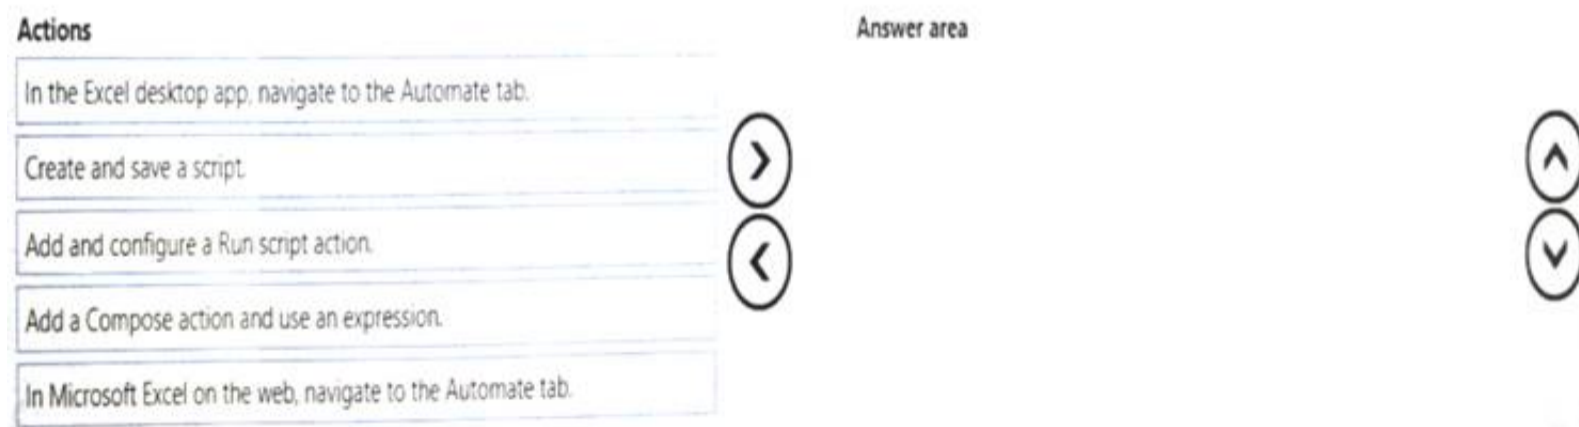 Actions
Answer area
In the Excel desktop app, navigate to the Automate tab.
Create and save a script.
Add and configure a Run script action.
Add a Compose action and use an expression.
In Microsoft Excel on the web, navigate to the Automate tab.